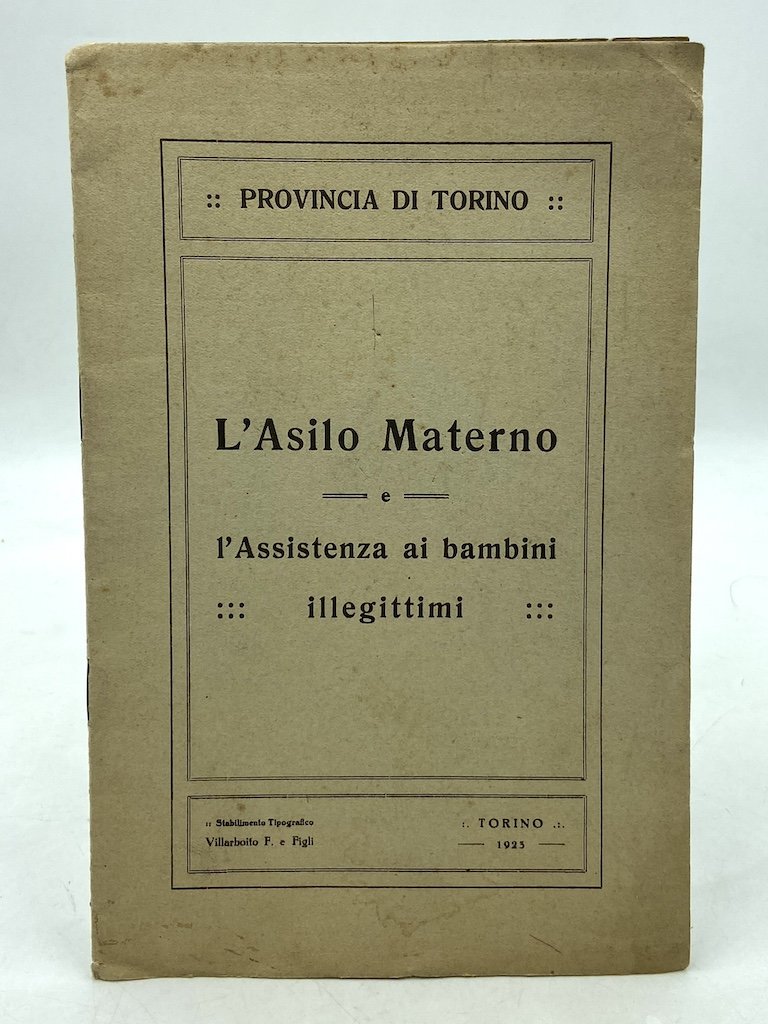 :: PROVINCIA DI TORINO ::
L'Asilo Materno
e
l'Assistenza ai bambini
::: illegittimi :::
:: Stabilimento Tipografico
Villarboito F. e Figli
:. TORINO .:.
1923